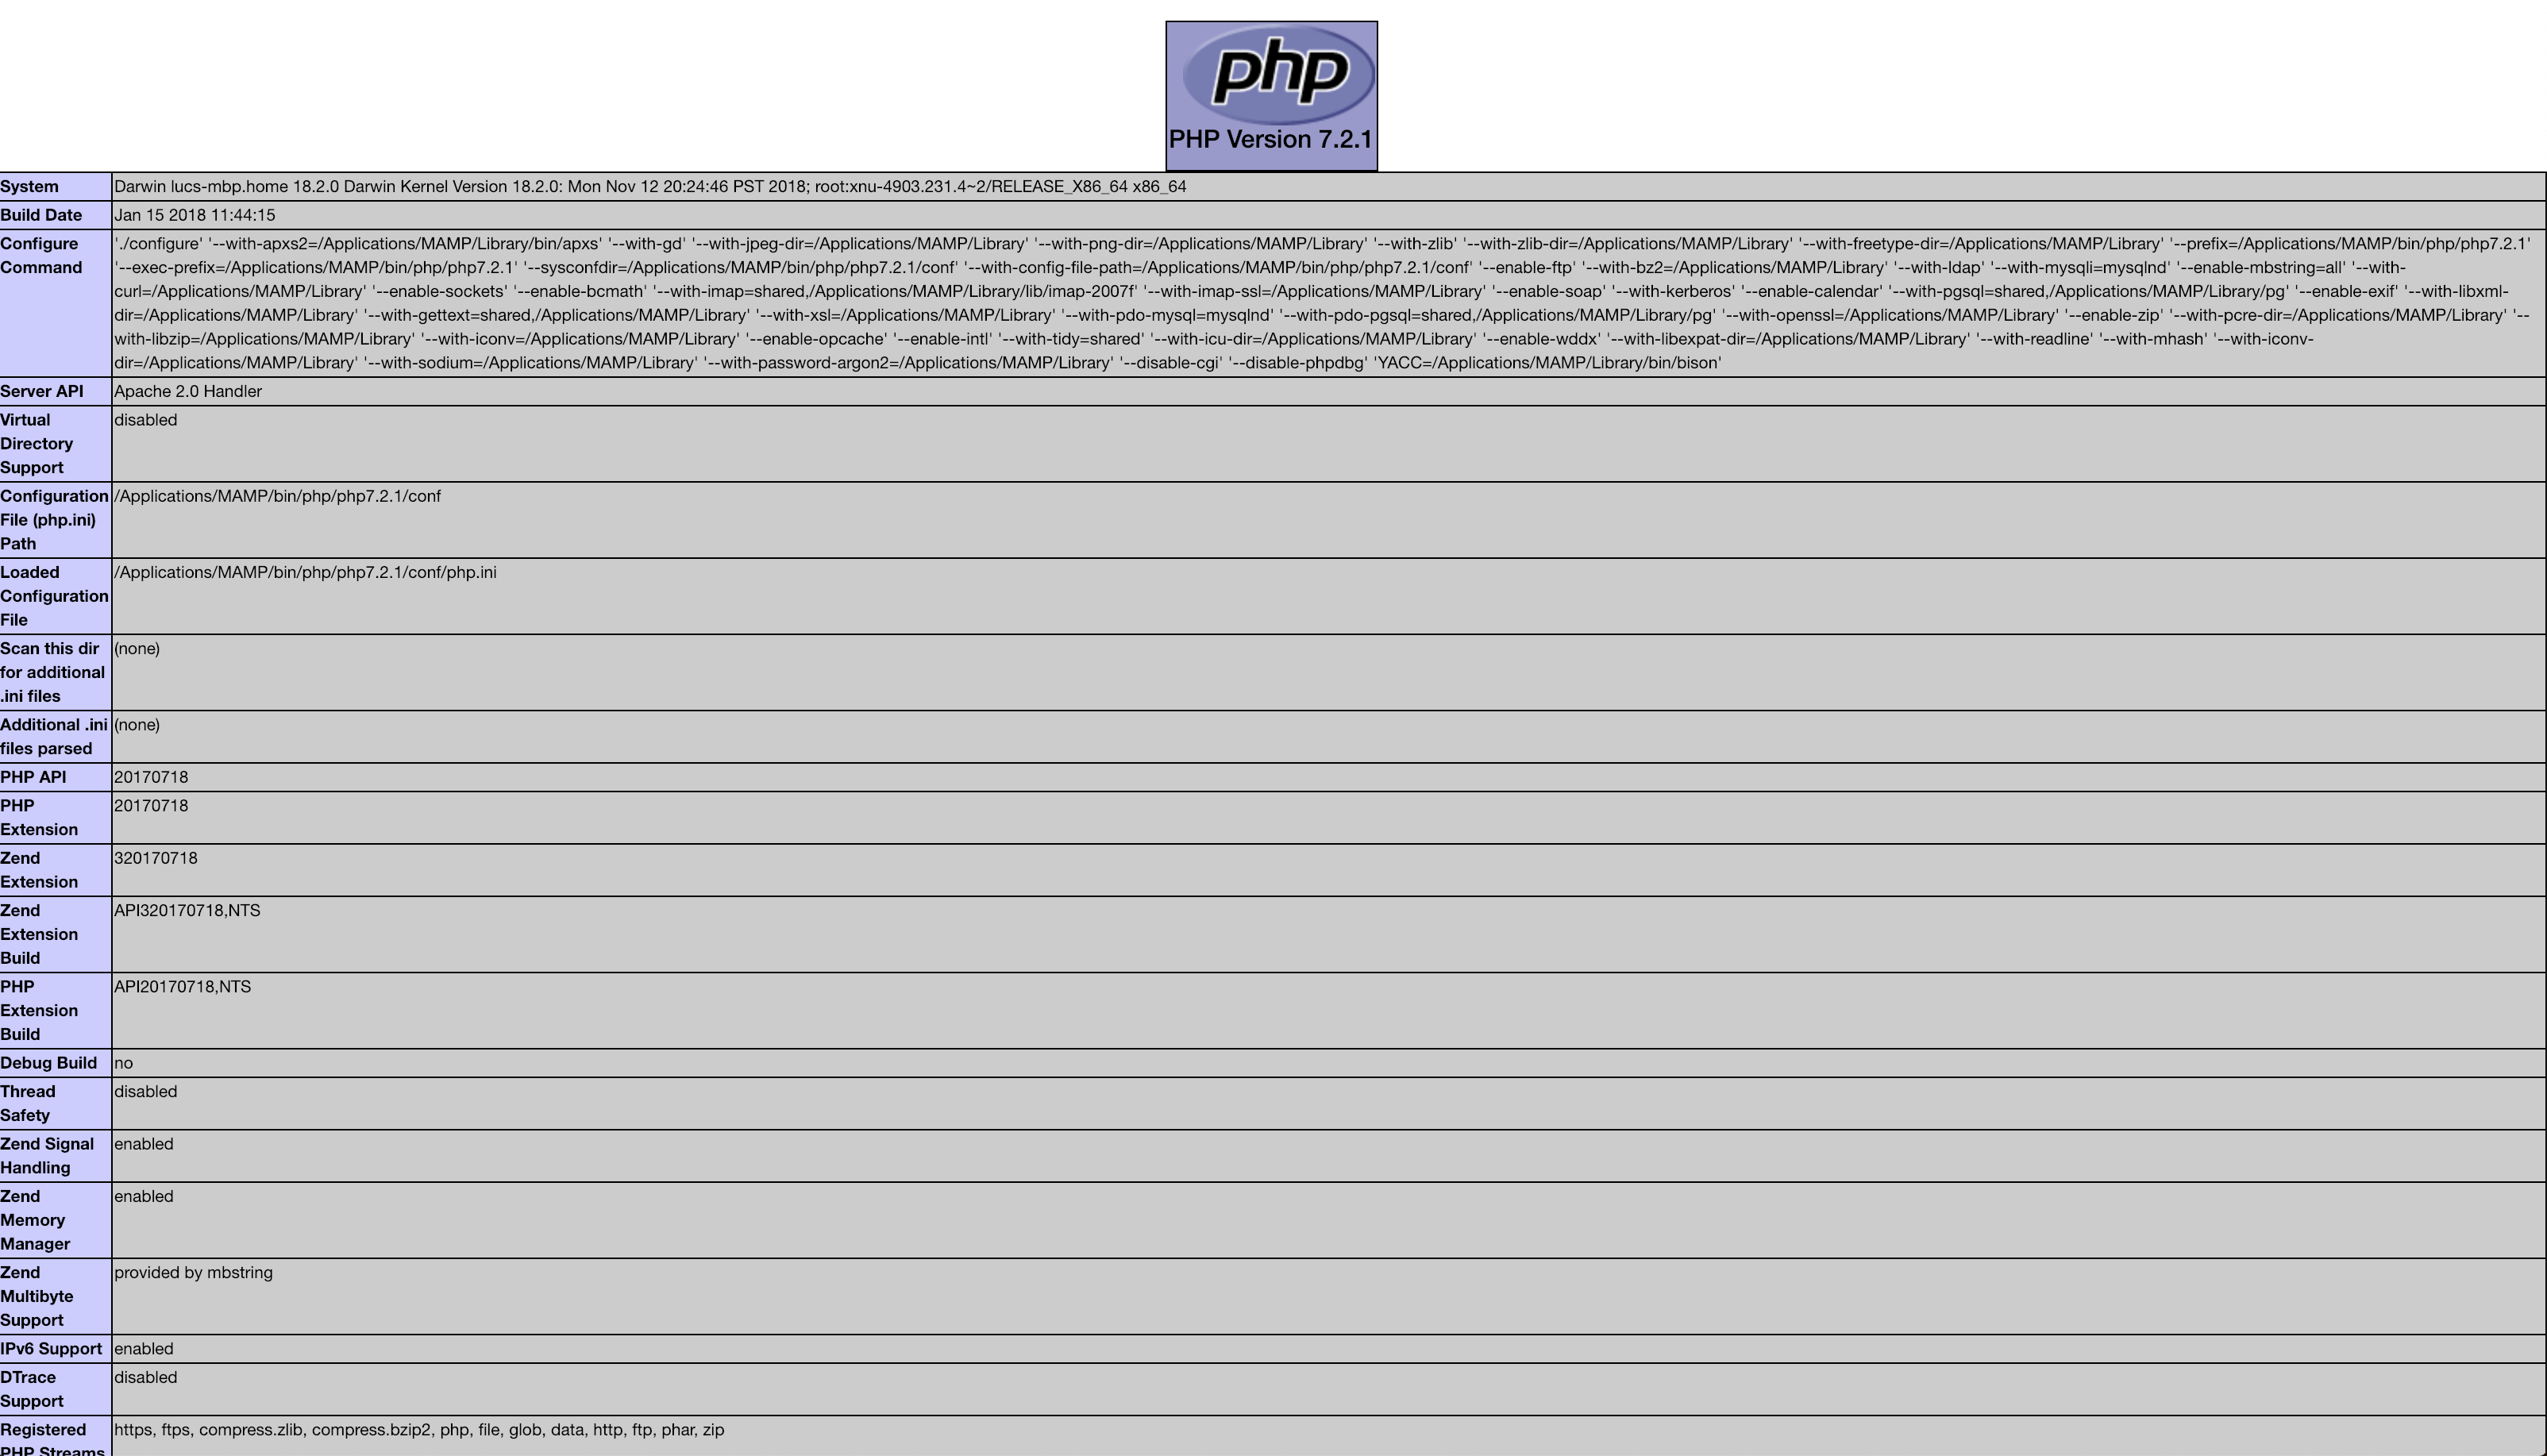 php
PHP Version 7.2.1
System Darwin lucs-mbp.home 18.2.0 Darwin Kernel Version 18.2.0: Mon Nov 12 20:24:46 PST 2018; root:xnu-4903.231.4~2/RELEASE_X86_64 x86_64
Build Date Jan 15 2018 11:44:15
Configure './configure' '--with-apxs2=/Applications/MAMP/Library/bin/apxs' '--with-gd' '--with-jpeg-dir=/Applications/MAMP/Library' '--with-png-dir=/Applications/MAMP/Library' '--with-zlib' '--with-zlib-dir=/Applications/MAMP/Library' '--with-freetype-dir=/Applications/MAMP/Library' '--prefix=/Applications/MAMP/bin/php/php7.2.1'
Command '--exec-prefix=/Applications/MAMP/bin/php/php7.2.1' '--sysconfdir=/Applications/MAMP/bin/php/php7.2.1/conf' '--with-config-file-path=/Applications/MAMP/bin/php/php7.2.1/conf' '--enable-ftp' '--with-bz2=/Applications/MAMP/Library' '--with-ldap' '--with-mysqli=mysqlnd' '--enable-mbstring=all' '--with-
curl=/Applications/MAMP/Library' '--enable-sockets' '--enable-bcmath' '--with-imap=shared,/Applications/MAMP/Library/lib/imap-2007f' '--with-imap-ssl=/Applications/MAMP/Library' '--enable-soap' '--with-kerberos' '--enable-calendar' '--with-pgsql=shared,/Applications/MAMP/Library/pg' '--enable-exif' '--with-libxml-
dir=/Applications/MAMP/Library' '--with-gettext=shared,/Applications/MAMP/Library' '--with-xsl=/Applications/MAMP/Library' '--with-pdo-mysql=mysqlnd' '--with-pdo-pgsql=shared,/Applications/MAMP/Library/pg' '--with-openssl=/Applications/MAMP/Library' '--enable-zip' '--with-pcre-dir=/Applications/MAMP/Library' '--
with-libzip=/Applications/MAMP/Library' '--with-iconv=/Applications/MAMP/Library' '--enable-opcache' '--enable-intl' '--with-tidy=shared' '--with-icu-dir=/Applications/MAMP/Library' '--enable-wddx' '--with-libexpat-dir=/Applications/MAMP/Library' '--with-readline' '--with-mhash' '--with-iconv-
dir=/Applications/MAMP/Library' '--with-sodium=/Applications/MAMP/Library' '--with-password-argon2=/Applications/MAMP/Library' '--disable-cgi' '--disable-phpdbg' 'YACC=/Applications/MAMP/Library/bin/bison'
Server API Apache 2.0 Handler
Virtual disabled
Directory
Support
Configuration /Applications/MAMP/bin/php/php7.2.1/conf
File (php.ini)
Path
Loaded /Applications/MAMP/bin/php/php7.2.1/conf/php.ini
Configuration
File
Scan this dir (none)
for additional
.ini files
Additional .ini (none)
files parsed
PHP API 20170718
PHP 20170718
Extension
Zend 320170718
Extension
Zend API320170718,NTS
Extension
Build
PHP API20170718,NTS
Extension
Build
Debug Build no
Thread disabled
Safety
Zend Signal enabled
Handling
Zend enabled
Memory
Manager
Zend provided by mbstring
Multibyte
Support
IPv6 Support enabled
DTrace disabled
Support
Registered https, ftps, compress.zlib, compress.bzip2, php, file, glob, data, http, ftp, phar, zip
PHP Streams